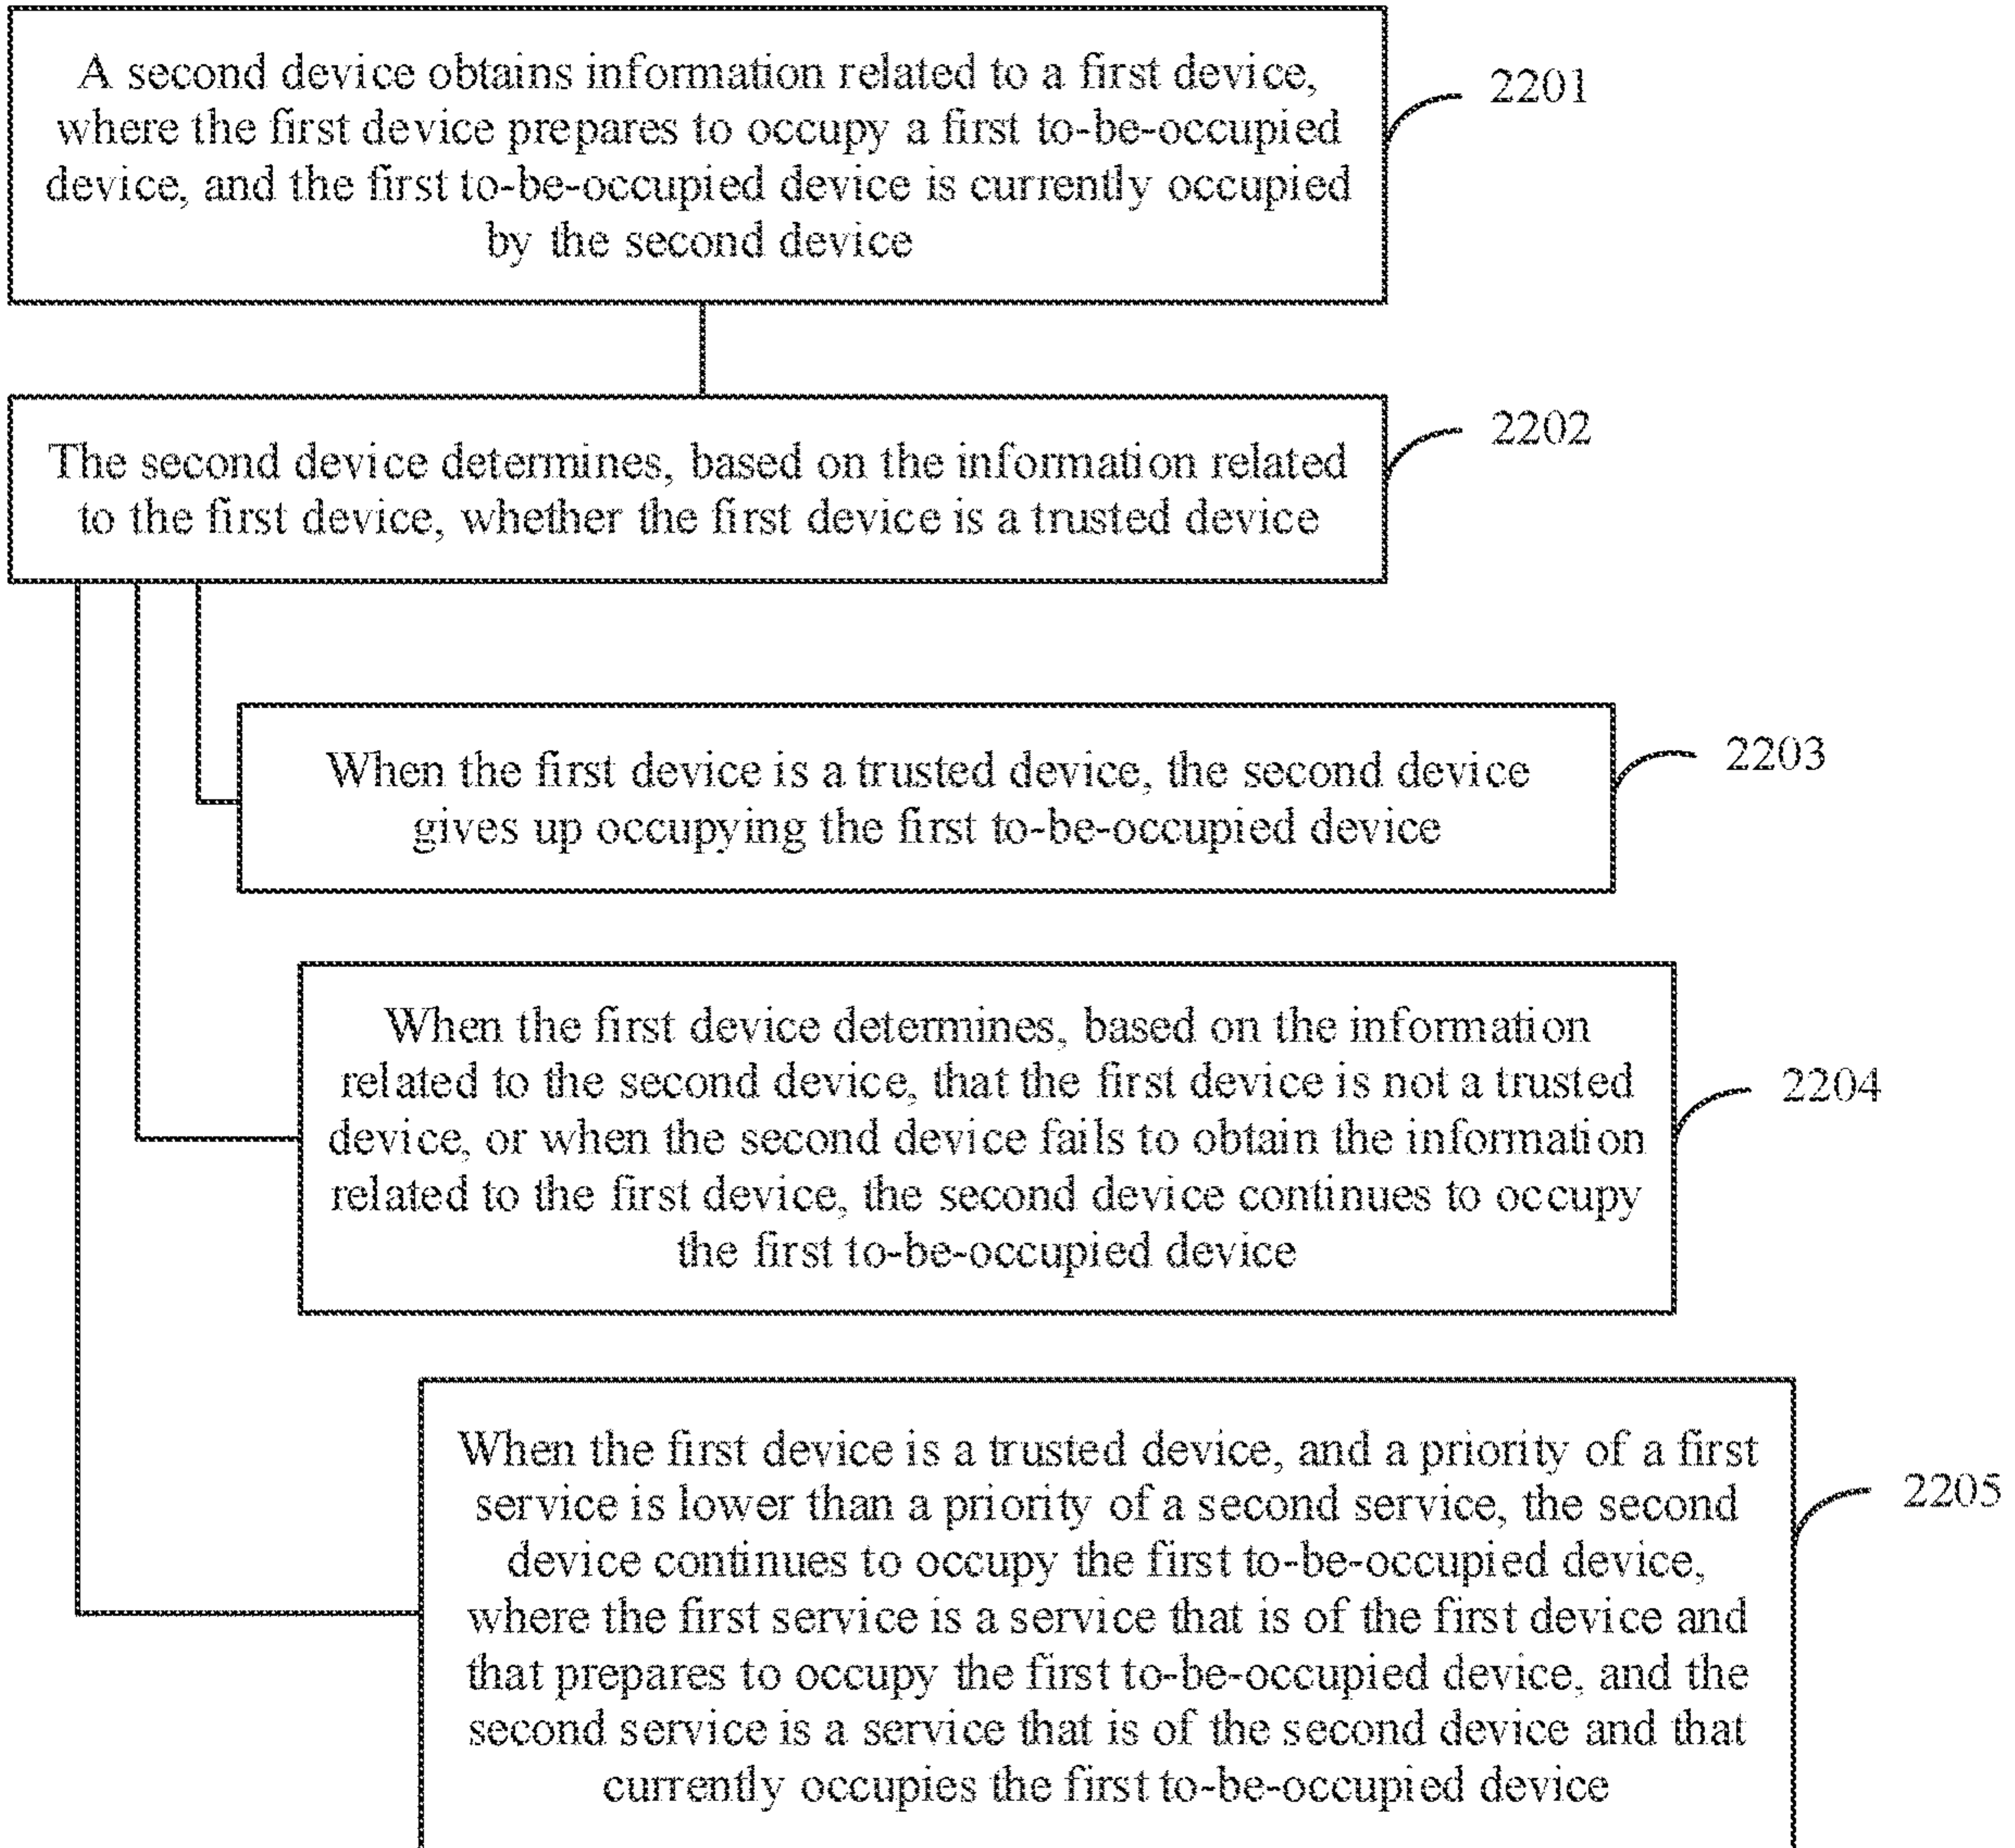 A second device obtains information related to a first device,
where the first device prepares to occupy a first to-be-occupied
device, and the first to-be-occupied device is currently occupied
by the second device
2201
The second device determines, based on the information related
to the first device, whether the first device is a trusted device
2202
When the first device is a trusted device, the second device
gives up occupying the first to-be-occupied device
2203
When the first device determines, based on the information
related to the second device, that the first device is not a trusted
device, or when the second device fails to obtain the information
related to the first device, the second device continues to occupy
the first to-be-occupied device
2204
When the first device is a trusted device, and a priority of a first
service is lower than a priority of a second service, the second
device continues to occupy the first to-be-occupied device,
where the first service is a service that is of the first device and
that prepares to occupy the first to-be-occupied device, and the
second service is a service that is of the second device and that
currently occupies the first to-be-occupied device
2205